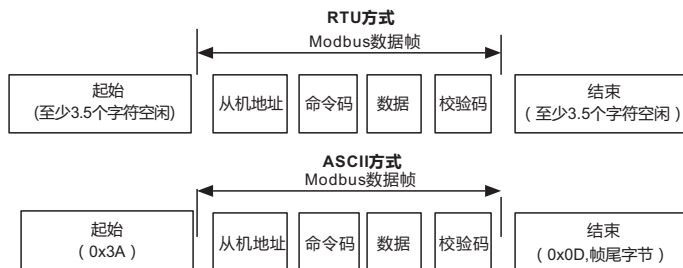 RTU方式
Modbus数据帧
起始
(至少3.5个字符空闲)
从机地址
命令码
数据
校验码
结束
(至少3.5个字符空闲)
ASCII方式
Modbus数据帧
起始
(0x3A)
从机地址
命令码
数据
校验码
结束
(0x0D,帧尾字节)